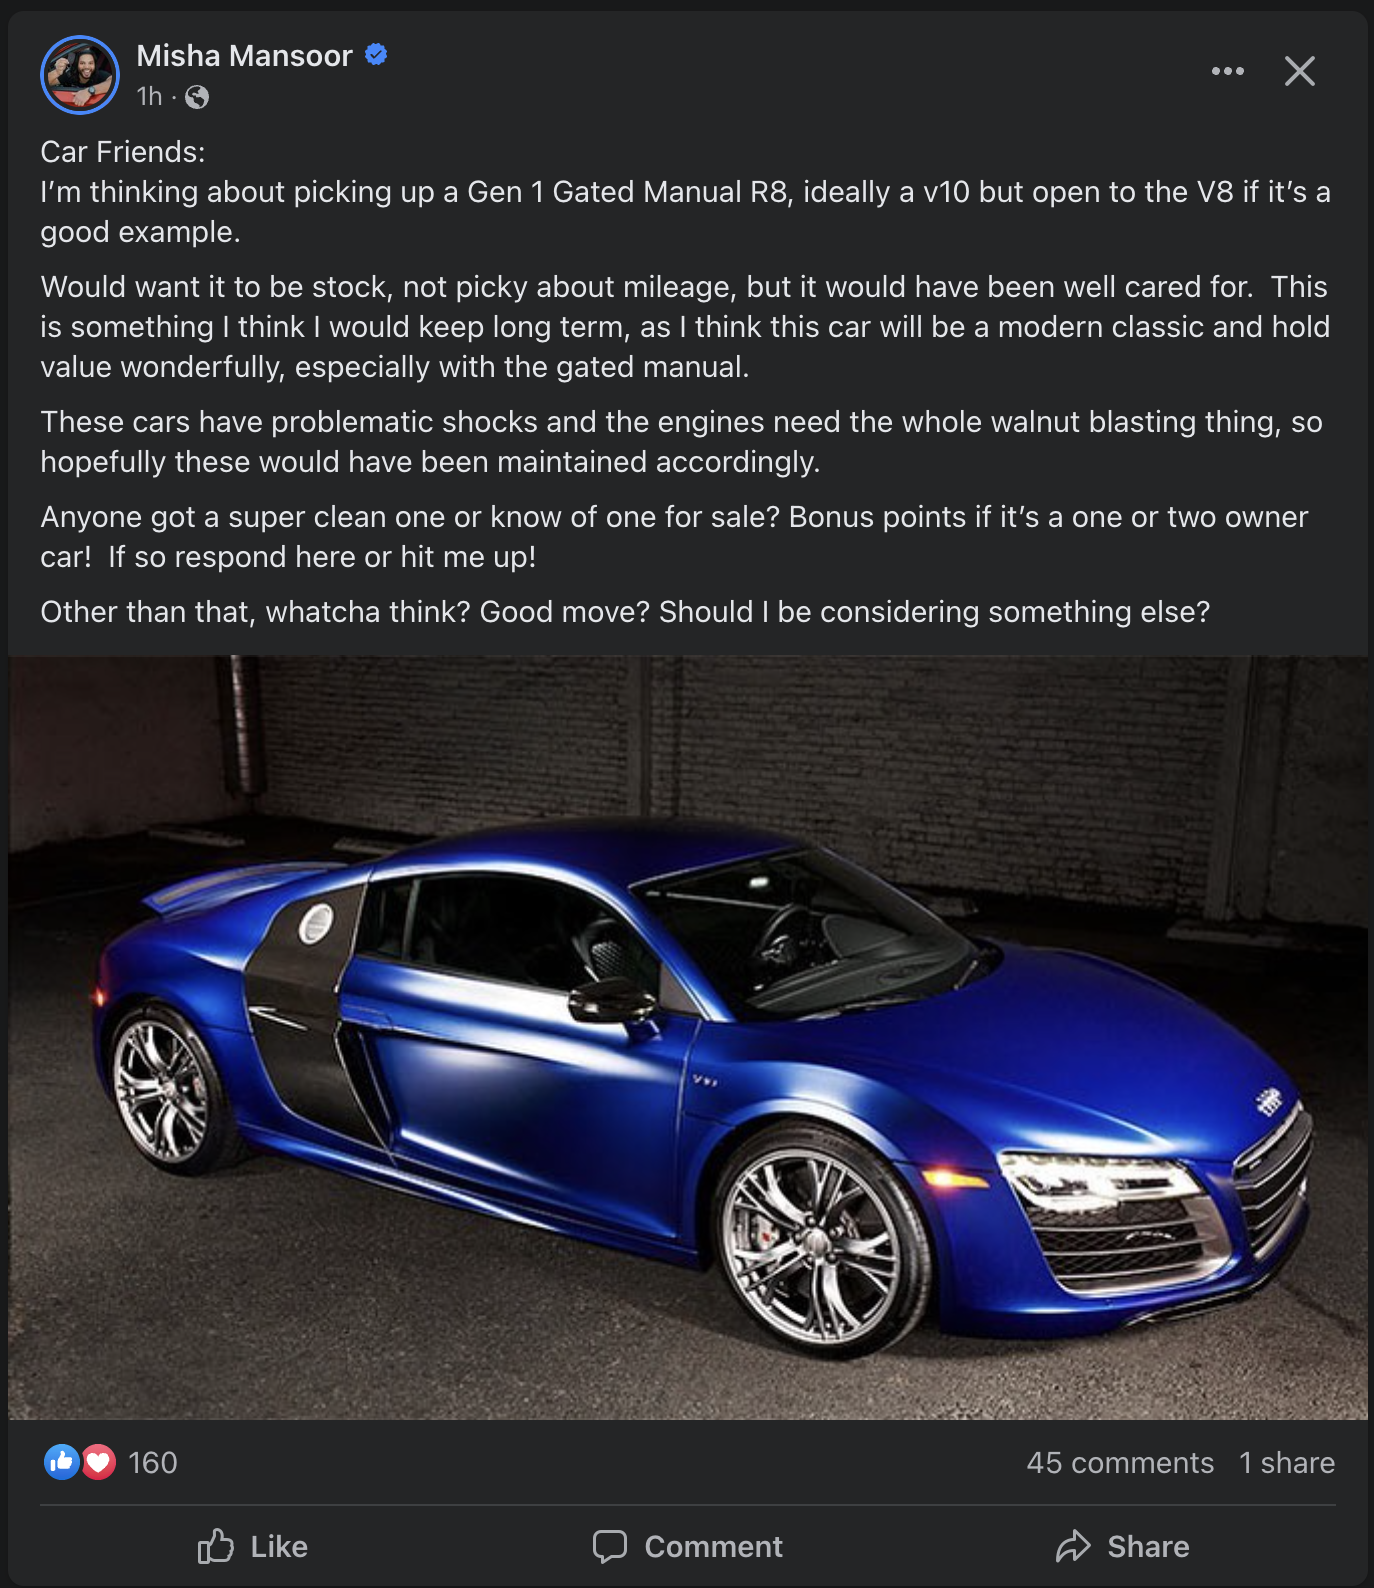 Misha Mansoor
1h ·
Car Friends:
I’m thinking about picking up a Gen 1 Gated Manual R8, ideally a v10 but open to the V8 if it’s a
good example.
Would want it to be stock, not picky about mileage, but it would have been well cared for.  This
is something I think I would keep long term, as I think this car will be a modern classic and hold
value wonderfully, especially with the gated manual.
These cars have problematic shocks and the engines need the whole walnut blasting thing, so
hopefully these would have been maintained accordingly.
Anyone got a super clean one or know of one for sale? Bonus points if it’s a one or two owner
car!  If so respond here or hit me up!
Other than that, whatcha think? Good move? Should I be considering something else?
160
45 comments 1 share
Like
Comment
Share